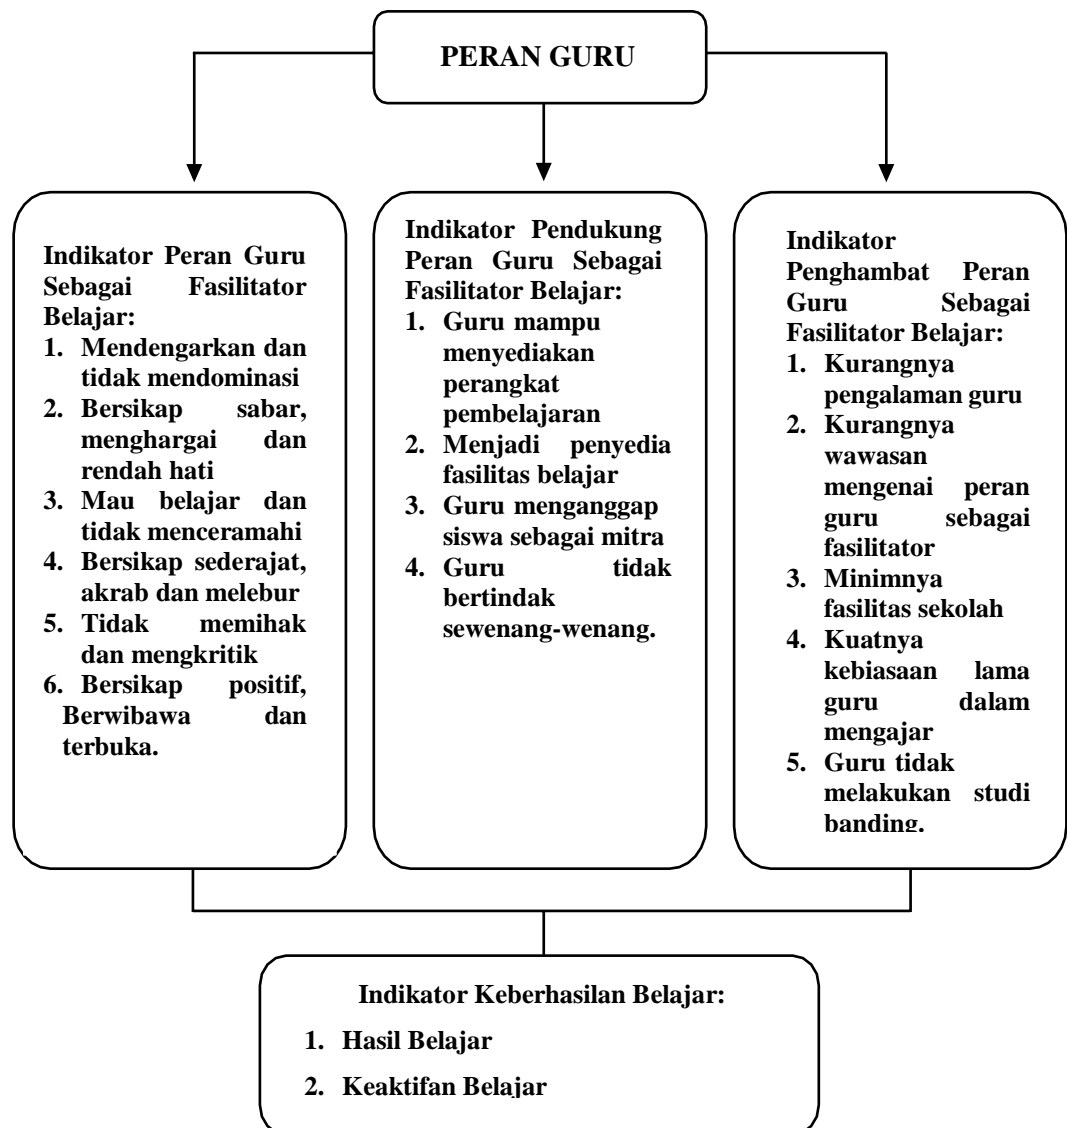 PERAN GURU
Indikator Peran Guru
Sebagai Fasilitator
Belajar:
1. Mendengarkan dan
tidak mendominasi
2. Bersikap sabar,
menghargai dan
rendah hati
3. Mau belajar dan
tidak menceramahi
4. Bersikap sederajat,
akrab dan melebur
5. Tidak memihak
dan mengkritik
6. Bersikap positif,
Berwibawa dan
terbuka.
Indikator Pendukung
Peran Guru Sebagai
Fasilitator Belajar:
1. Guru mampu
menyediakan
perangkat
pembelajaran
2. Menjadi penyedia
fasilitas belajar
3. Guru menganggap
siswa sebagai mitra
4. Guru tidak
bertindak
sewenang-wenang.
Indikator
Penghambat Peran
Guru Sebagai
Fasilitator Belajar:
1. Kurangnya
pengalaman guru
2. Kurangnya
wawasan
mengenai peran
guru sebagai
fasilitator
3. Minimnya
fasilitas sekolah
4. Kuatnya
kebiasaan lama
guru dalam
mengajar
5. Guru tidak
melakukan studi
banding.
Indikator Keberhasilan Belajar:
1. Hasil Belajar
2. Keaktifan Belajar